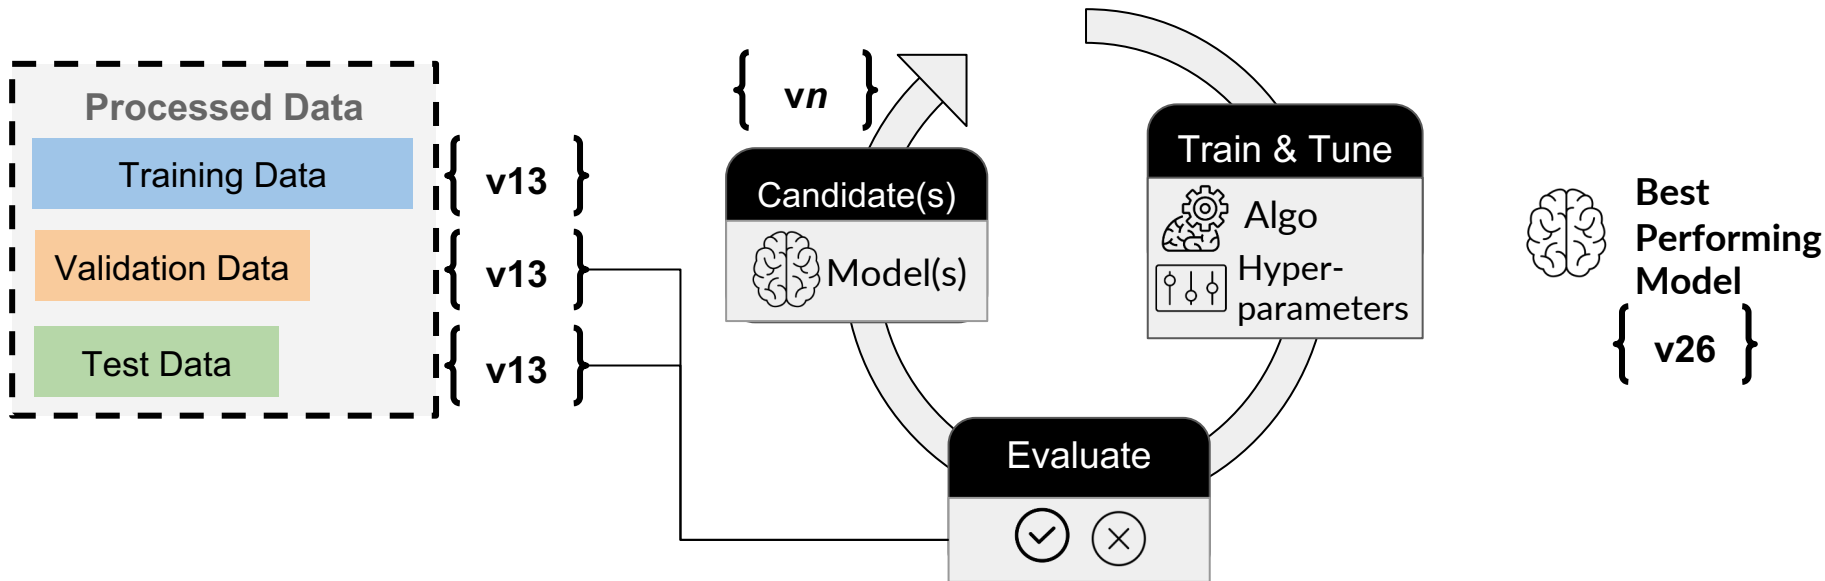 Processed Data
Training Data
{ v13 }
Validation Data
{ v13 }
Test Data
{ v13 }
{ vn }
Candidate(s)
Model(s)
Train & Tune
Algo
Hyper-
parameters
Evaluate
Best
Performing
Model
{ v26 }